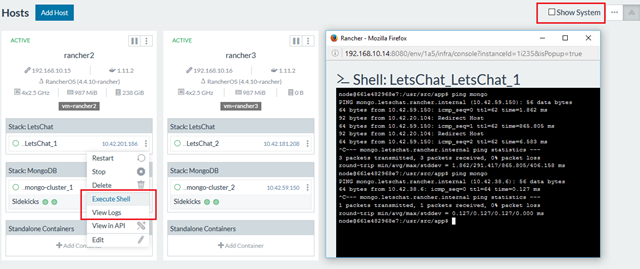 Hosts
Add Host
Show System
ACTIVE
rancher2
192.168.10.15
1.11.2
RancherOS (4.4.10-rancher)
4x2.5 GHz
987 MiB
238 GiB
vm=rancher2
Stack: LetsChat
..LetsChat_1
10.42.201.166
Stack: MongoDB
..mongo-cluster_1
Sidekicks
Standalone Containers
Add Container
Restart
Stop
Delete
Execute Shell
View Logs
View in API
Edit
ACTIVE
rancher3
192.168.10.16
1.11.2
RancherOS (4.4.10-rancher)
4x2.5 GHz
987 MiB
0 B
vm=rancher3
Stack: LetsChat
..LetsChat_2
10.42.181.208
Stack: MongoDB
..mongo-cluster_2
10.42.59.150
Sidekicks
Standalone Containers
Add Container
Rancher - Mozilla Firefox
192.168.10.14:8080/env/1a5/infra/console?instanceId=1i235&isPopup=true
>_ Shell: LetsChat_LetsChat_1
node@661e482968e7:/usr/src/app$ ping mongo
PING mongo.letschat.rancher.internal (10.42.59.150): 56 data bytes
64 bytes from 10.42.59.150: icmp_seq=0 ttl=62 time=1.862 ms
92 bytes from 10.42.20.104: Redirect Host
64 bytes from 10.42.59.150: icmp_seq=1 ttl=62 time=865.805 ms
92 bytes from 10.42.20.104: Redirect Host
64 bytes from 10.42.59.150: icmp_seq=2 ttl=62 time=6.583 ms
^C--- mongo.letschat.rancher.internal ping statistics ---
3 packets transmitted, 3 packets received, 0% packet loss
round-trip min/avg/max/stddev = 1.862/291.417/865.805/406.158 ms
node@661e482968e7:/usr/src/app$ ping mongo
PING mongo.letschat.rancher.internal (10.42.38.6): 56 data bytes
64 bytes from 10.42.38.6: icmp_seq=0 ttl=64 time=0.127 ms
^C--- mongo.letschat.rancher.internal ping statistics ---
1 packets transmitted, 1 packets received, 0% packet loss
round-trip min/avg/max/stddev = 0.127/0.127/0.127/0.000 ms
node@661e482968e7:/usr/src/app$